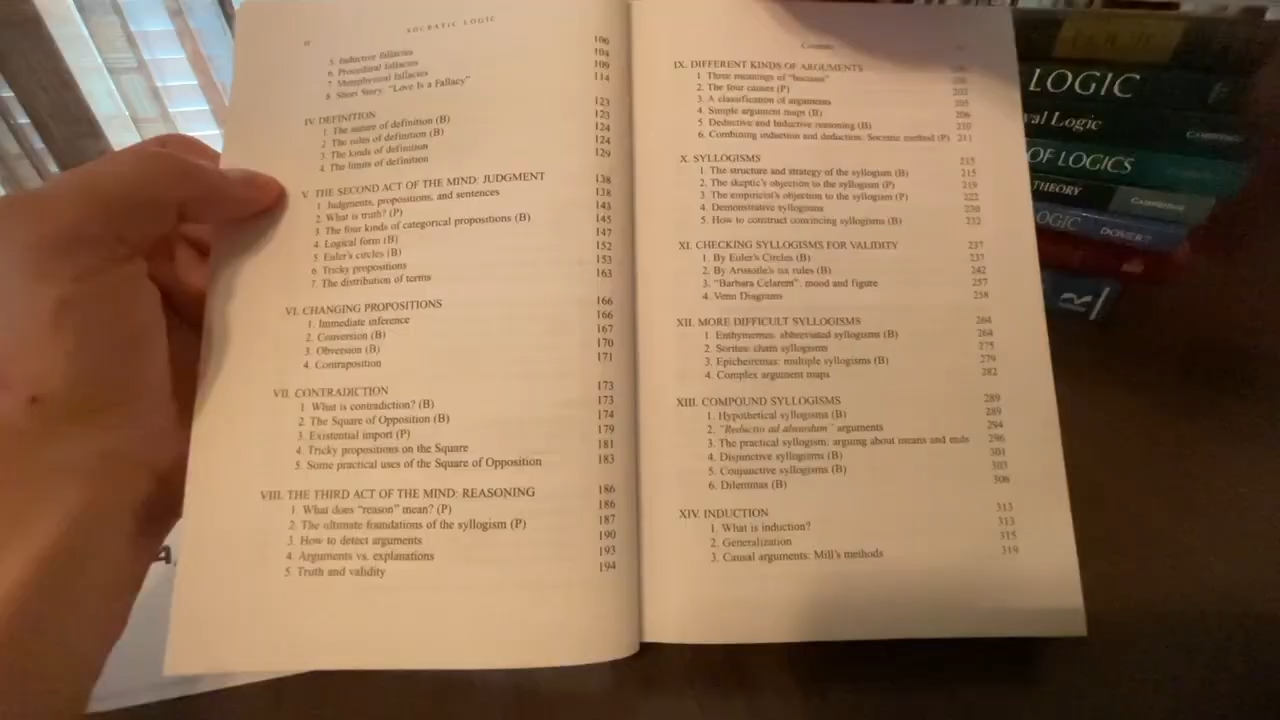 SOCRATIC LOGIC
5. Inductive fallacies 106
6. Procedural fallacies 104
7. Metaphysical fallacies 109
8. Short Story: "Love Is a Fallacy" 114
IV. DEFINITION 123
1. The nature of definition (B) 123
2. The rules of definition (B) 124
3. The kinds of definition 124
4. The limits of definition 129
V. THE SECOND ACT OF THE MIND: JUDGMENT 138
1. Judgments, propositions, and sentences 138
2. What is truth? (P) 143
3. The four kinds of categorical propositions (B) 145
4. Logical form (B) 147
5. Euler's circles (B) 152
6. Tricky propositions 153
7. The distribution of terms 163
VI. CHANGING PROPOSITIONS 166
1. Immediate inference 166
2. Conversion (B) 167
3. Obversion (B) 170
4. Contraposition 171
VII. CONTRADICTION 173
1. What is contradiction? (B) 173
2. The Square of Opposition (B) 174
3. Existential import (P) 179
4. Tricky propositions on the Square 181
5. Some practical uses of the Square of Opposition 183
VIII. THE THIRD ACT OF THE MIND: REASONING 186
1. What does "reason" mean? (P) 186
2. The ultimate foundations of the syllogism (P) 187
3. How to detect arguments 190
4. Arguments vs. explanations 193
5. Truth and validity 194
Contents
IX. DIFFERENT KINDS OF ARGUMENTS
1. Three meanings of "because"
2. The four causes (P) 202
3. A classification of arguments 205
4. Simple argument maps (B) 206
5. Deductive and inductive reasoning (B) 210
6. Combining induction and deduction: Socratic method (P) 211
X. SYLLOGISMS 215
1. The structure and strategy of the syllogism (B) 215
2. The skeptic's objection to the syllogism (P) 219
3. The empiricist's objection to the syllogism (P) 222
4. Demonstrative syllogisms 230
5. How to construct convincing syllogisms (B) 232
XI. CHECKING SYLLOGISMS FOR VALIDITY 237
1. By Euler's Circles (B) 237
2. By Aristotle's six rules (B) 242
3. "Barbara Celarent": mood and figure 257
4. Venn Diagrams 258
XII. MORE DIFFICULT SYLLOGISMS 264
1. Enthymemes: abbreviated syllogisms (B) 264
2. Sorites: chain syllogisms 275
3. Epicheiremas: multiple syllogisms (B) 279
4. Complex argument maps 282
XIII. COMPOUND SYLLOGISMS 289
1. Hypothetical syllogisms (B) 289
2. "Reductio ad absurdum" arguments 294
3. The practical syllogism: arguing about means and ends 296
4. Disjunctive syllogisms (B) 301
5. Conjunctive syllogisms (B) 303
6. Dilemmas (B) 306
XIV. INDUCTION 313
1. What is induction? 313
2. Generalization 315
3. Causal arguments: Mill's methods 319
LOGIC
val Logic
CAMBRIDGE
OF LOGICS
THEORY
CAMBRIDGE
OGIC
DOVER